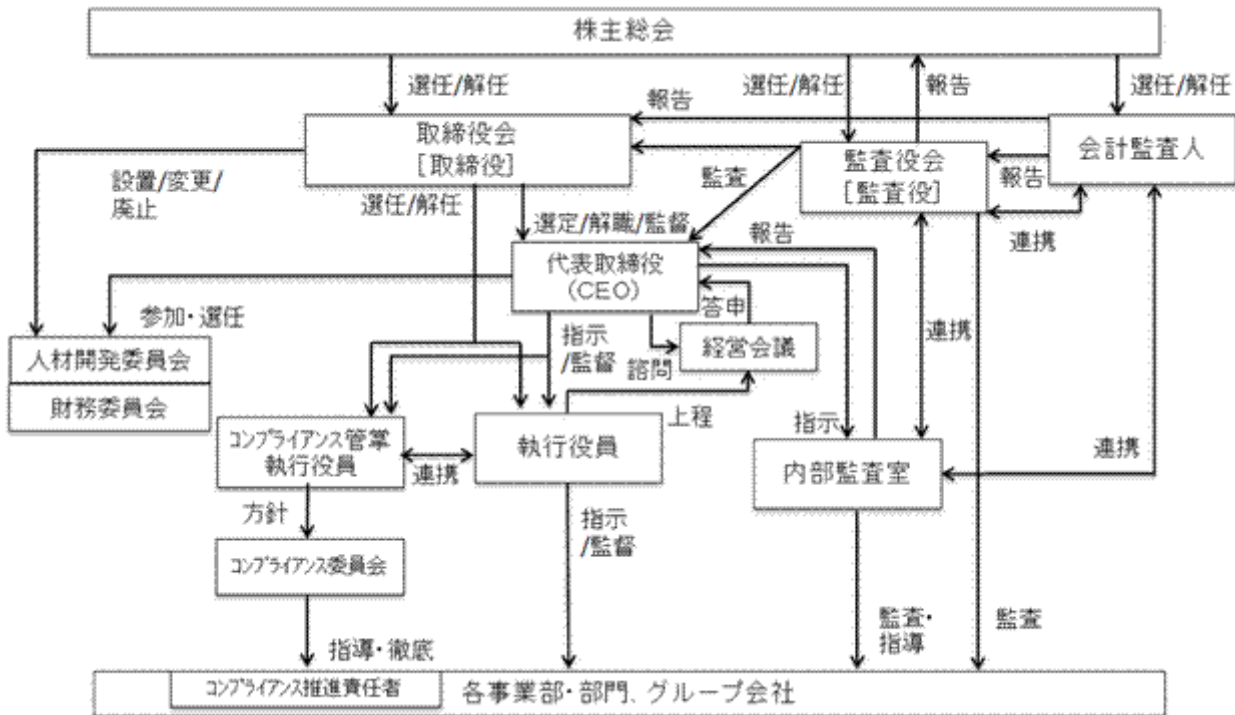 株主総会
選任/解任
選任/解任
報告
選任/解任
報告
取締役会
[取締役]
監査役会
[監査役]
会計監査人
報告
監査
設置/変更/
廃止
選任/解任
選定/解職/監督
連携
報告
代表取締役
(CEO)
答申
参加・選任
指示
/監督
諮問
経営会議
連携
人材開発委員会
財務委員会
上程
指示
連携
コンプライアンス管掌
執行役員
連携
執行役員
内部監査室
方針
指示
/監督
コンプライアンス委員会
監査・
指導
監査
指導・徹底
コンプライアンス推進責任者
各事業部・部門、グループ会社